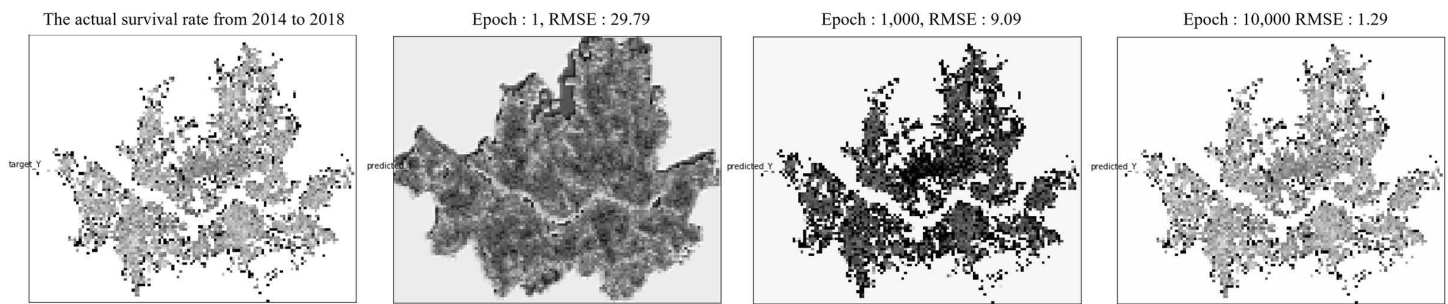 The actual survival rate from 2014 to 2018
Epoch : 1, RMSE : 29.79
Epoch : 1,000, RMSE : 9.09
Epoch : 10,000 RMSE : 1.29
target_Y
predicted
predicted_Y
predicted_Y